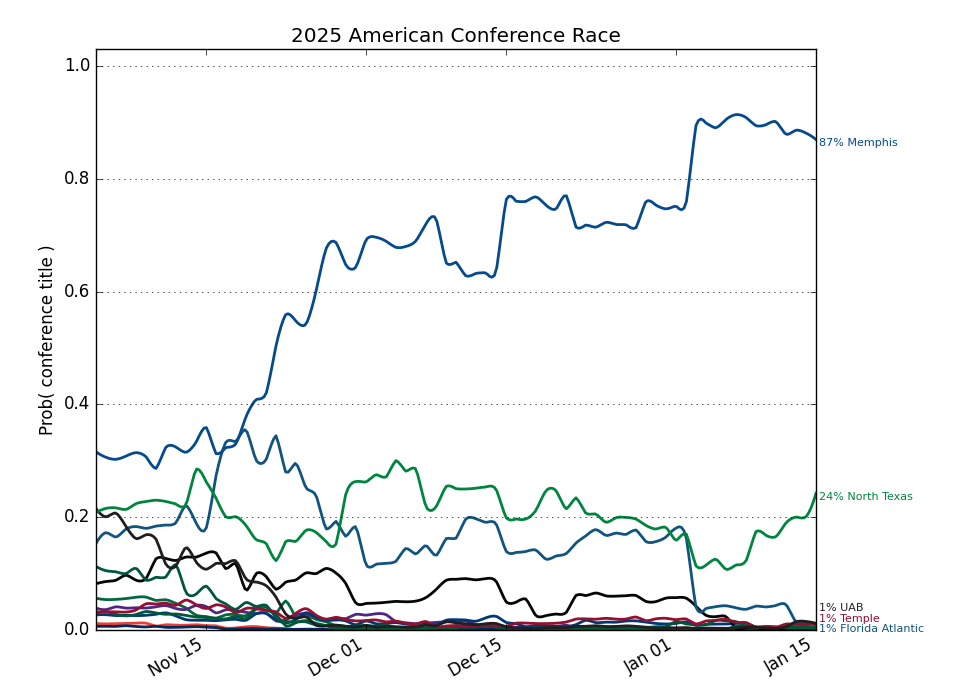 2025 American Conference Race
1.0
0.8
0.6
0.4
0.2
0.0
Prob( conference title )
87% Memphis
24% North Texas
1% UAB
1% Temple
1% Florida Atlantic
Nov 15
Dec 01
Dec 15
Jan 01
Jan 15